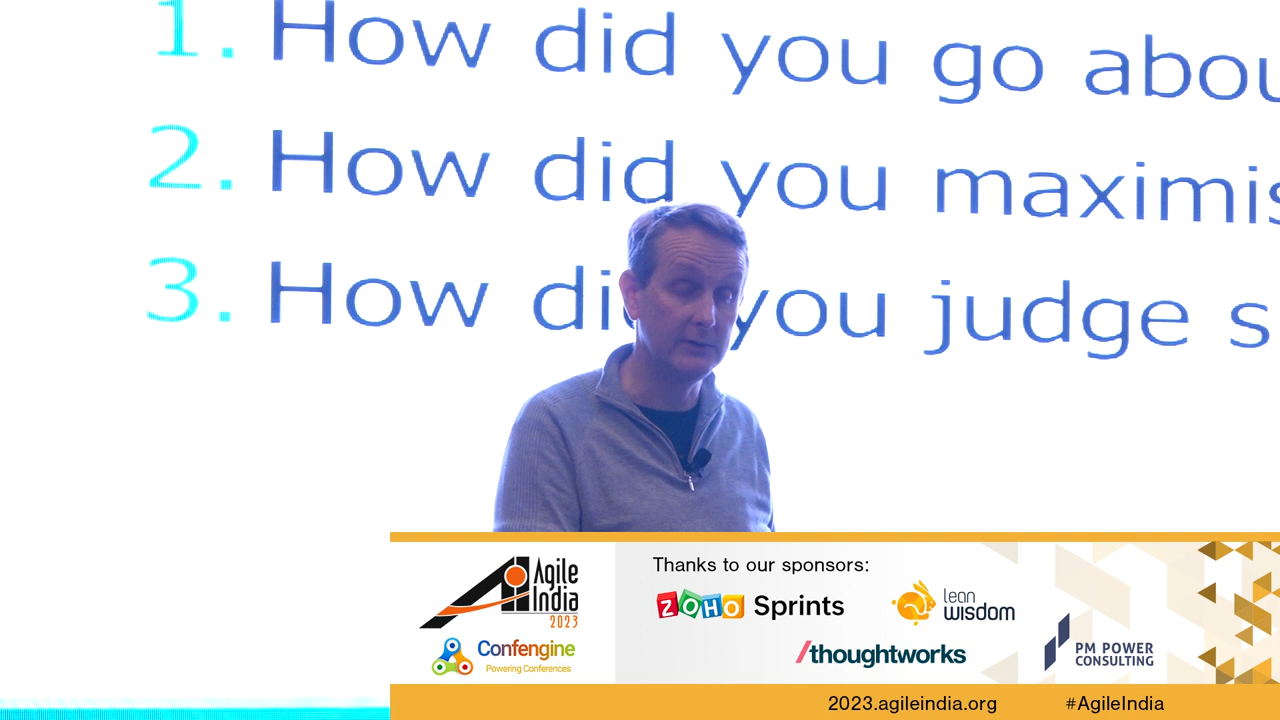 1. How did you go abou
2. How did you maximis
3. How did you judge s
Agile
India
2023
Confengine
Powering Conferences
Thanks to our sponsors:
ZOHO Sprints
lean
wisdom
/thoughtworks
PM POWER
CONSULTING
2023.agileindia.org #AgileIndia